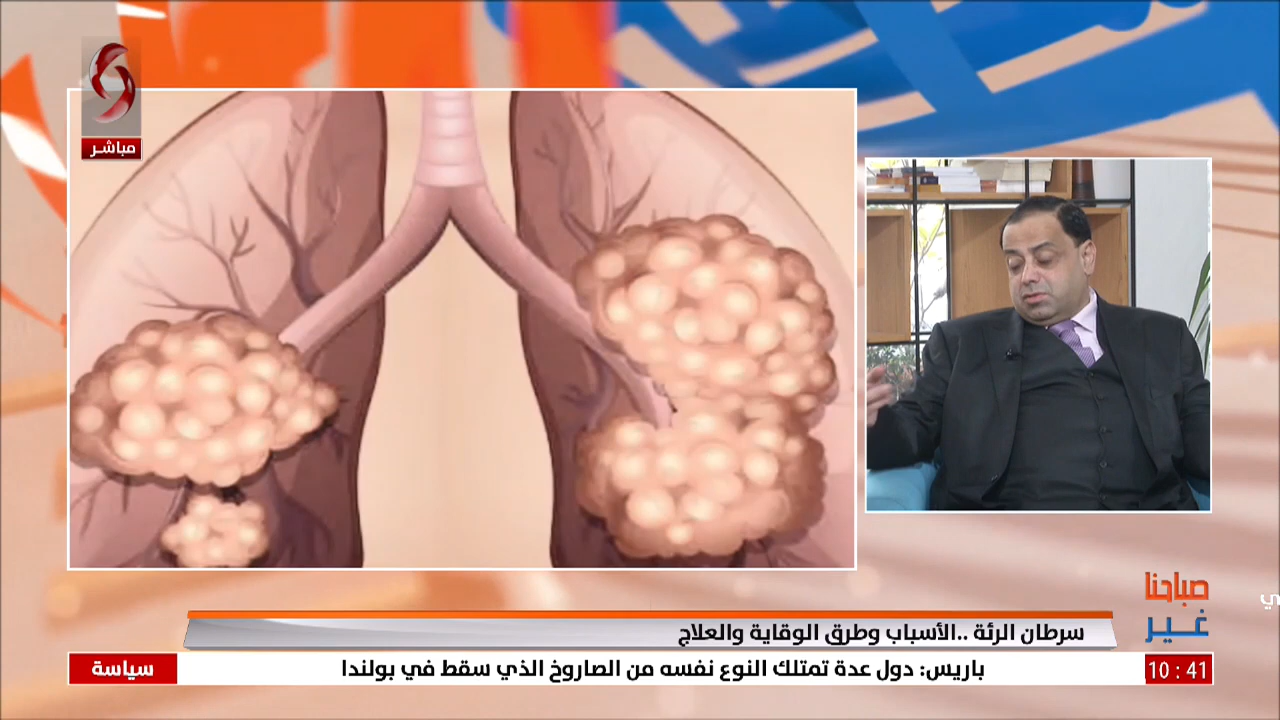 مباشر
صباحنا
غير
ي
سرطان الرئة ..الأسباب وطرق الوقاية والعلاج
باريس: دول عدة تمتلك النوع نفسه من الصاروخ الذي سقط في بولندا
سياسة
10 : 41